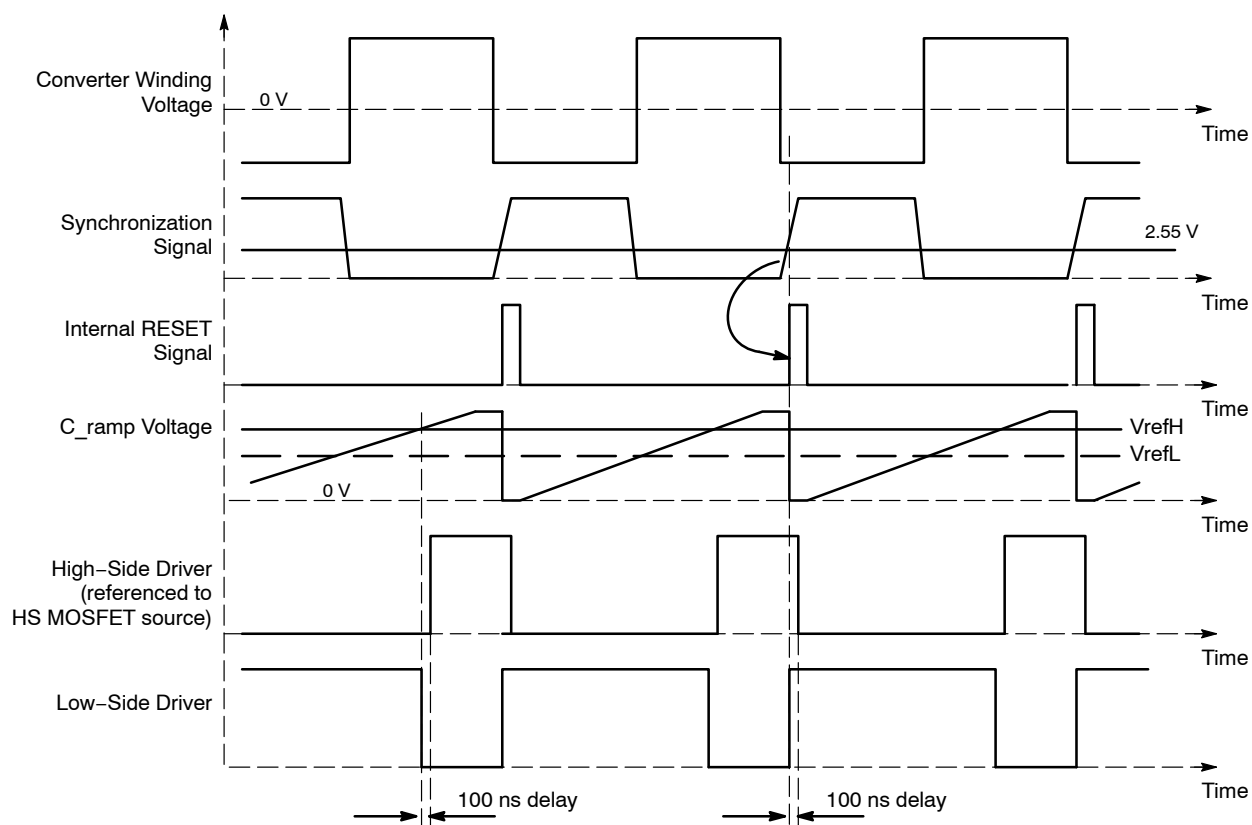 Converter Winding
Voltage
0 V
Time
Synchronization
Signal
2.55 V
Time
Internal RESET
Signal
Time
C_ramp Voltage
VrefH
VrefL
0 V
Time
High−Side Driver
(referenced to
HS MOSFET source)
Time
Low−Side Driver
Time
100 ns delay
100 ns delay